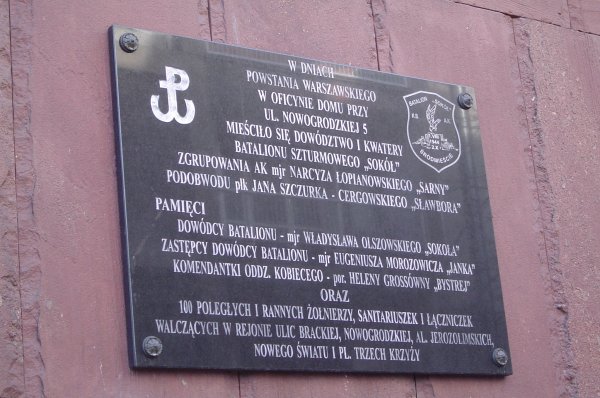 W DNIACH
POWSTANIA WARSZAWSKIEGO
W OFICYNIE DOMU PRZY
UL. NOWOGRODZKIEJ 5
MIEŚCIŁO SIĘ DOWÓDZTWO I KWATERY
BATALIONU SZTURMOWEGO „SOKÓŁ”
ZGRUPOWANIA AK mjr NARCYZA ŁOPIANOWSKIEGO „SARNY”
PODOBWODU płk JANA SZCZURKA - CERGOWSKIEGO „SŁAWBORA”
BATALION „SOKÓŁ”
ŚRÓDMIEŚCIE
PAMIĘCI
DOWÓDCY BATALIONU - mjr WŁADYSŁAWA OLSZOWSKIEGO „SOKOŁA”
ZASTĘPCY DOWÓDCY BATALIONU - mjr EUGENIUSZA MOROZOWICZA „JANKA”
KOMENDANTKI ODDZ. KOBIECEGO - por. HELENY GROSSÓWNY „BYSTREJ”
ORAZ
100 POLEGŁYCH I RANNYCH ŻOŁNIERZY, SANITARIUSZEK I ŁĄCZNICZEK
WALCZĄCYCH W REJONIE ULIC BRACKIEJ, NOWOGRODZKIEJ, AL. JEROZOLIMSKICH,
NOWEGO ŚWIATU I PL. TRZECH KRZYŻY